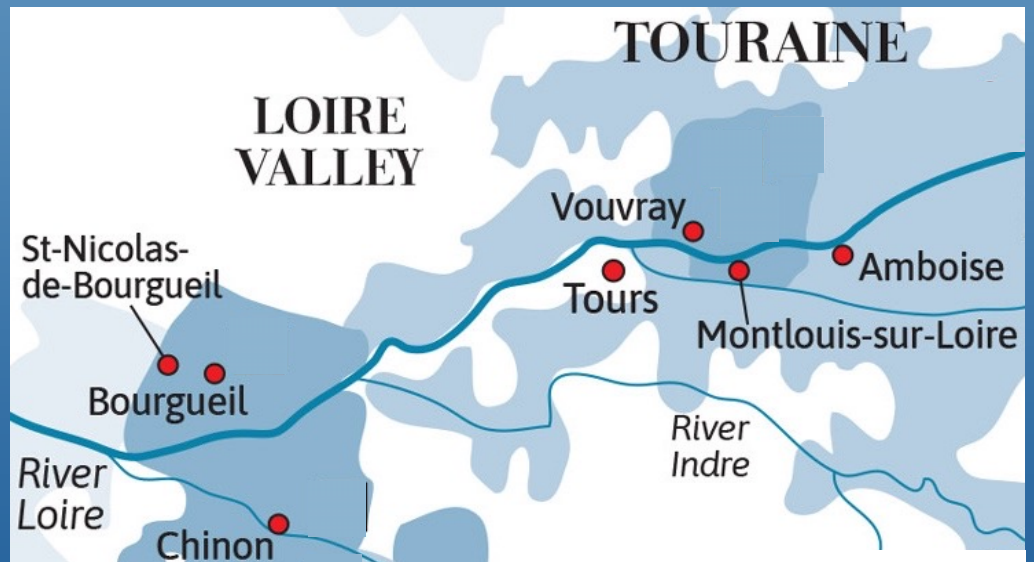 TOURAINE
LOIRE
VALLEY
Vouvray
St-Nicolas-
de-Bourgueil
Amboise
Tours
Montlouis-sur-Loire
Bourgueil
River
Indre
River
Loire
Chinon